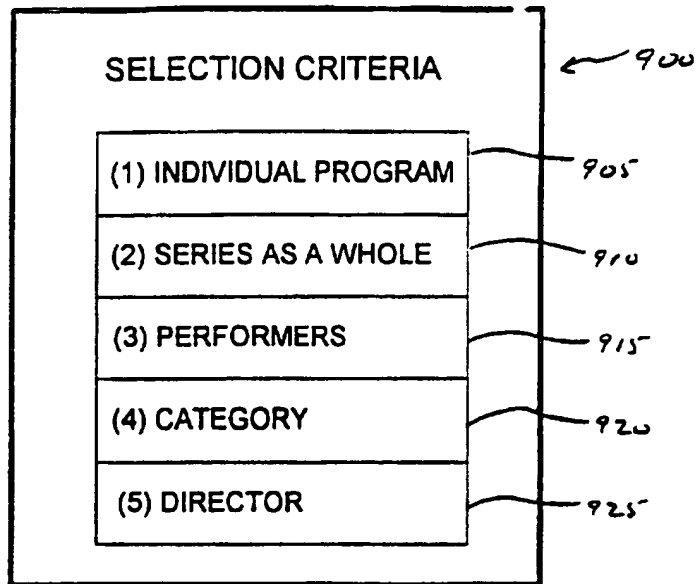 SELECTION CRITERIA
900
(1) INDIVIDUAL PROGRAM
905
(2) SERIES AS A WHOLE
910
(3) PERFORMERS
915
(4) CATEGORY
920
(5) DIRECTOR
925